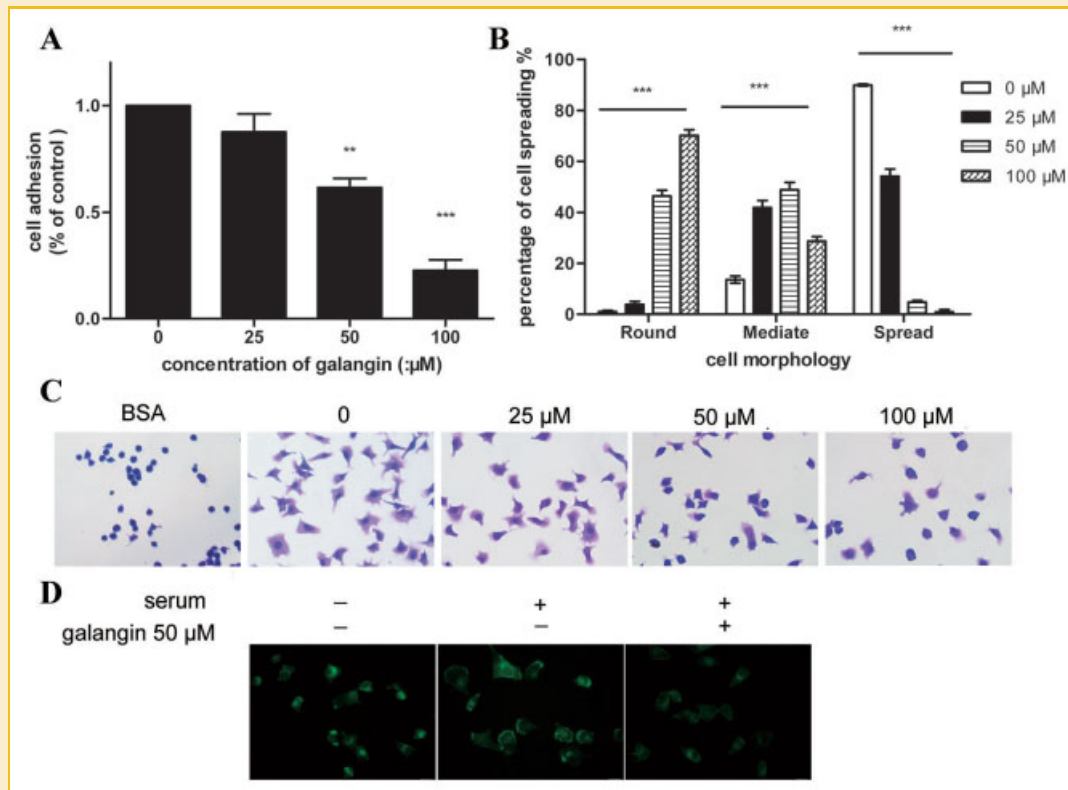 A
cell adhesion
(% of control )
1.0
0.5
0.0
**
***
0 25 50 100
concentration of galangin (:µM)
B
percentage of cell spreading %
100
80
60
40
20
0
***
***
***
0 µM
25 µM
50 µM
100 µM
Round Mediate Spread
cell morphology
C
BSA 0 25 µM 50 µM 100 µM
D
serum − + +
galangin 50 µM − − +